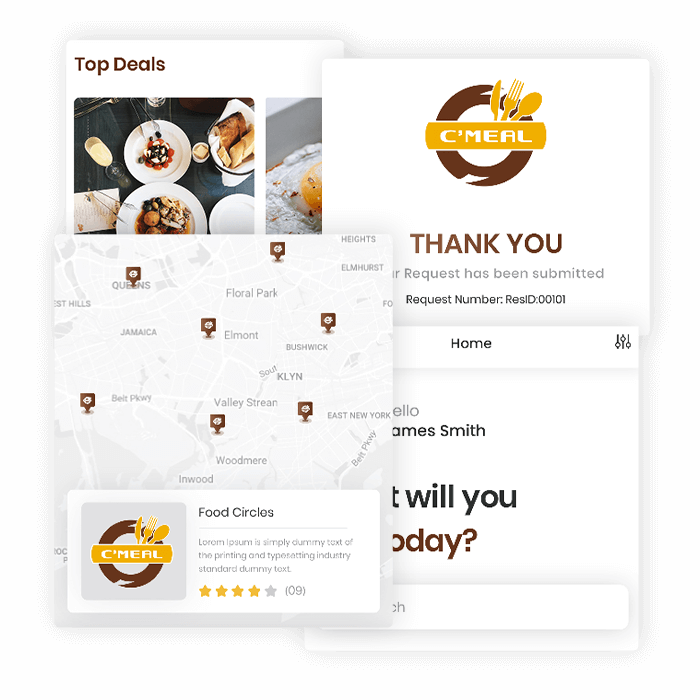 Top Deals
C'MEAL
THANK YOU
r Request has been submitted
Request Number: ResID:00101
HEIGHTS
QUEENS
ELMHURST
Floral Park
EST HILLS
FO
JAMAICA
Elmont
BUSHWICK
Sout
KLYN
Belt Pkwy
Valley Stream
EAST NEW YORK
Belt Pkwy
Woodmere
Inwood
Food Circles
C'MEAL
Lorem Ipsum is simply dummy text of
the printing and typesetting industry
standard dummy text.
(09)
Home
ello
ames Smith
t will you
oday?
ch